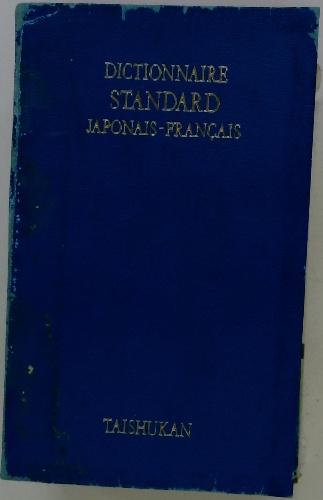 DICTIONNAIRE
STANDARD
JAPONAIS-FRANÇAIS
TAISHUKAN